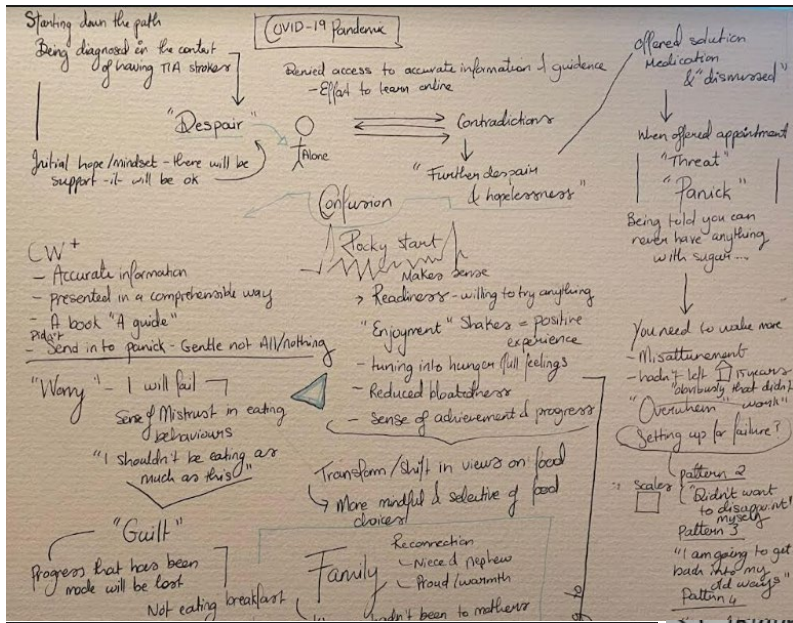 Starting down the path
Being diagnosed in the context
of having TIA strokes
"Despair"
Initial hope/mindset - there will be
support - it will be ok
COVID-19 Pandemic
Denied access to accurate information & guidance
- Effort to learn online
Alone
Contradictions
"Further despair
& hopelessness"
Confusion
offered solution
Medication
& "dismissed"
When offered appointment
"Threat"
"Panick"
Being told you can
never have anything
with sugar...
You need to walk more
- Misattunement
- hadn't left 15 years
"obviously that didn't
work"
"Overwhelm"
Setting up for failure?
Scales
Pattern 2
"Didn't want
to disappoint
myself"
Pattern 3
"I am going to get
back into my
old ways"
Pattern 4
CW+
- Accurate information
- presented in a comprehensible way
- A book "A guide"
Didn't
- Send in to panick - Gentle not All/nothing
Rocky start
Makes sense
Readiness - willing to try anything
"Enjoyment" Shakes = positive
experience
- tuning into hunger/full feelings
- Reduced bloatedness
- sense of achievement & progress
Transform/shift in views on food
More mindful & selective of food
choices
"Worry" - I will fail
Sense of Mistrust in eating
behaviours
"I shouldn't be eating as
much as this"
"Guilt"
Progress that has been
made will be lost
Not eating breakfast
Family
Reconnection
- Niece & nephew
- Proud/warmth
hadn't been to mothers
to